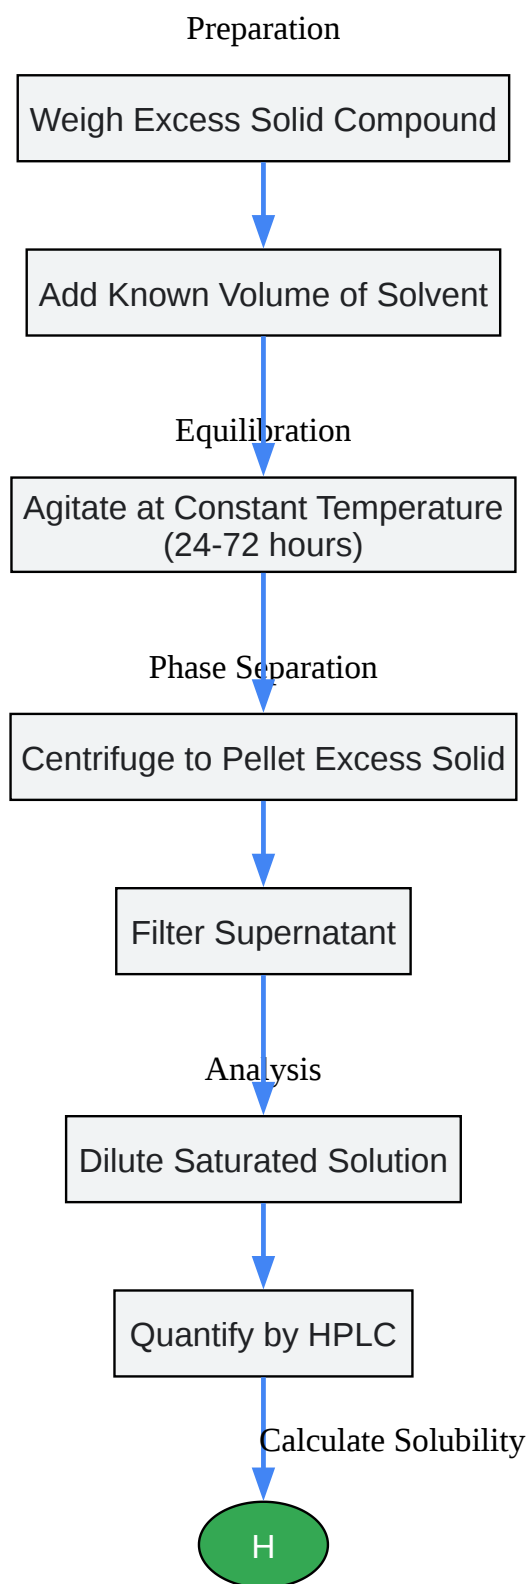 Preparation
Weigh Excess Solid Compound
Add Known Volume of Solvent
Equilibration
Agitate at Constant Temperature
(24-72 hours)
Phase Separation
Centrifuge to Pellet Excess Solid
Filter Supernatant
Analysis
Dilute Saturated Solution
Quantify by HPLC
Calculate Solubility
H